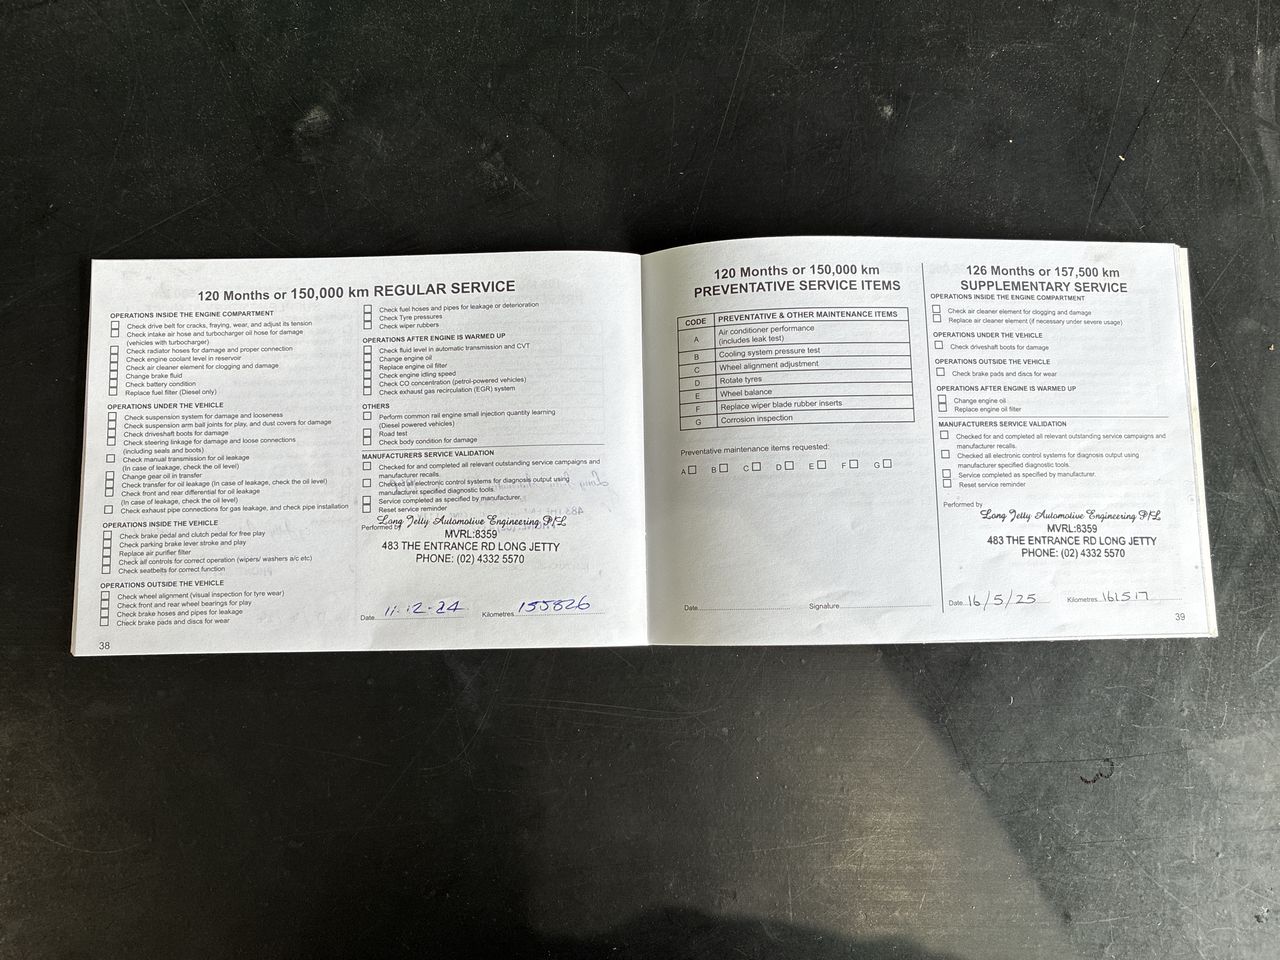 120 Months or 150,000 km REGULAR SERVICE
OPERATIONS INSIDE THE ENGINE COMPARTMENT
Check drive belt for cracks, fraying, wear, and adjust its tension
Check intake air hose and turbocharger oil hose for damage
(vehicles with turbocharger)
Check radiator hoses for damage and proper connection
Check engine coolant level in reservoir
Check air cleaner element for clogging and damage
Change brake fluid
Check battery condition
Replace fuel filter (Diesel only)
OPERATIONS UNDER THE VEHICLE
Check suspension system for damage and looseness
Check suspension arm ball joints for play, and dust covers for damage
Check driveshaft boots for damage
Check steering linkage for damage and loose connections
(including seals and boots)
Check manual transmission for oil leakage
(In case of leakage, check the oil level)
Change gear oil in transfer
Check transfer for oil leakage (In case of leakage, check the oil level)
Check front and rear differential for oil leakage
(In case of leakage, check the oil level)
Check exhaust pipe connections for gas leakage, and check pipe installation
OPERATIONS INSIDE THE VEHICLE
Check brake pedal and clutch pedal for free play
Check parking brake lever stroke and play
Replace air purifier filter
Check all controls for correct operation (wipers/ washers a/c etc)
Check seatbelts for correct function
OPERATIONS OUTSIDE THE VEHICLE
Check wheel alignment (visual inspection for tyre wear)
Check front and rear wheel bearings for play
Check brake hoses and pipes for leakage
Check brake pads and discs for wear
38
Check fuel hoses and pipes for leakage or deterioration
Check Tyre pressures
Check wiper rubbers
OPERATIONS AFTER ENGINE IS WARMED UP
Check fluid level in automatic transmission and CVT
Change engine oil
Replace engine oil filter
Check engine idling speed
Check CO concentration (petrol-powered vehicles)
Check exhaust gas recirculation (EGR) system
OTHERS
Perform common rail engine small injection quantity learning
(Diesel powered vehicles)
Road test
Check body condition for damage
MANUFACTURERS SERVICE VALIDATION
Checked for and completed all relevant outstanding service campaigns and
manufacturer recalls.
Checked all electronic control systems for diagnosis output using
manufacturer specified diagnostic tools.
Service completed as specified by manufacturer.
Reset service reminder
Long Jetty Automotive Engineering P/L
Performed by
MVRL:8359
483 THE ENTRANCE RD LONG JETTY
PHONE: (02) 4332 5570
Date 11-12-24 Kilometres 155826
120 Months or 150,000 km
PREVENTATIVE SERVICE ITEMS
CODE PREVENTATIVE & OTHER MAINTENANCE ITEMS
A Air conditioner performance
(includes leak test)
B Cooling system pressure test
C Wheel alignment adjustment
D Rotate tyres
E Wheel balance
F Replace wiper blade rubber inserts
G Corrosion inspection
Preventative maintenance items requested:
A B C D E F G
Date Signature
126 Months or 157,500 km
SUPPLEMENTARY SERVICE
OPERATIONS INSIDE THE ENGINE COMPARTMENT
Check air cleaner element for clogging and damage
Replace air cleaner element (if necessary under severe usage)
OPERATIONS UNDER THE VEHICLE
Check driveshaft boots for damage
OPERATIONS OUTSIDE THE VEHICLE
Check brake pads and discs for wear
OPERATIONS AFTER ENGINE IS WARMED UP
Change engine oil
Replace engine oil filter
MANUFACTURERS SERVICE VALIDATION
Checked for and completed all relevant outstanding service campaigns and
manufacturer recalls.
Checked all electronic control systems for diagnosis output using
manufacturer specified diagnostic tools.
Service completed as specified by manufacturer.
Reset service reminder
Performed by
Long Jetty Automotive Engineering P/L
MVRL:8359
483 THE ENTRANCE RD LONG JETTY
PHONE: (02) 4332 5570
Date 16/5/25 Kilometres 161517
39